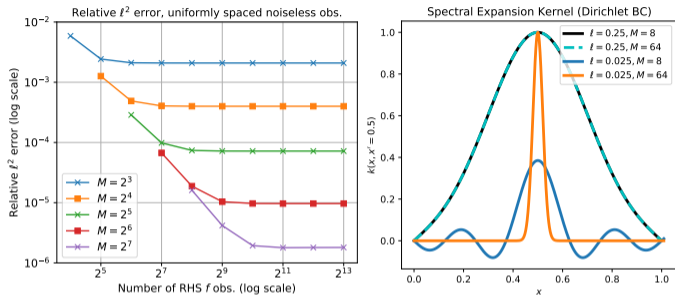 Relative ℓ² error, uniformly spaced noiseless obs.
Relative ℓ² error (log scale)
10⁻²
10⁻³
10⁻⁴
10⁻⁵
10⁻⁶
M = 2³
M = 2⁴
M = 2⁵
M = 2⁶
M = 2⁷
2⁵
2⁷
2⁹
2¹¹
2¹³
Number of RHS f obs. (log scale)
Spectral Expansion Kernel (Dirichlet BC)
k(x, x′ = 0.5)
1.0
0.8
0.6
0.4
0.2
0.0
ℓ = 0.25, M = 8
ℓ = 0.25, M = 64
ℓ = 0.025, M = 8
ℓ = 0.025, M = 64
0.0
0.2
0.4
0.6
0.8
1.0
x